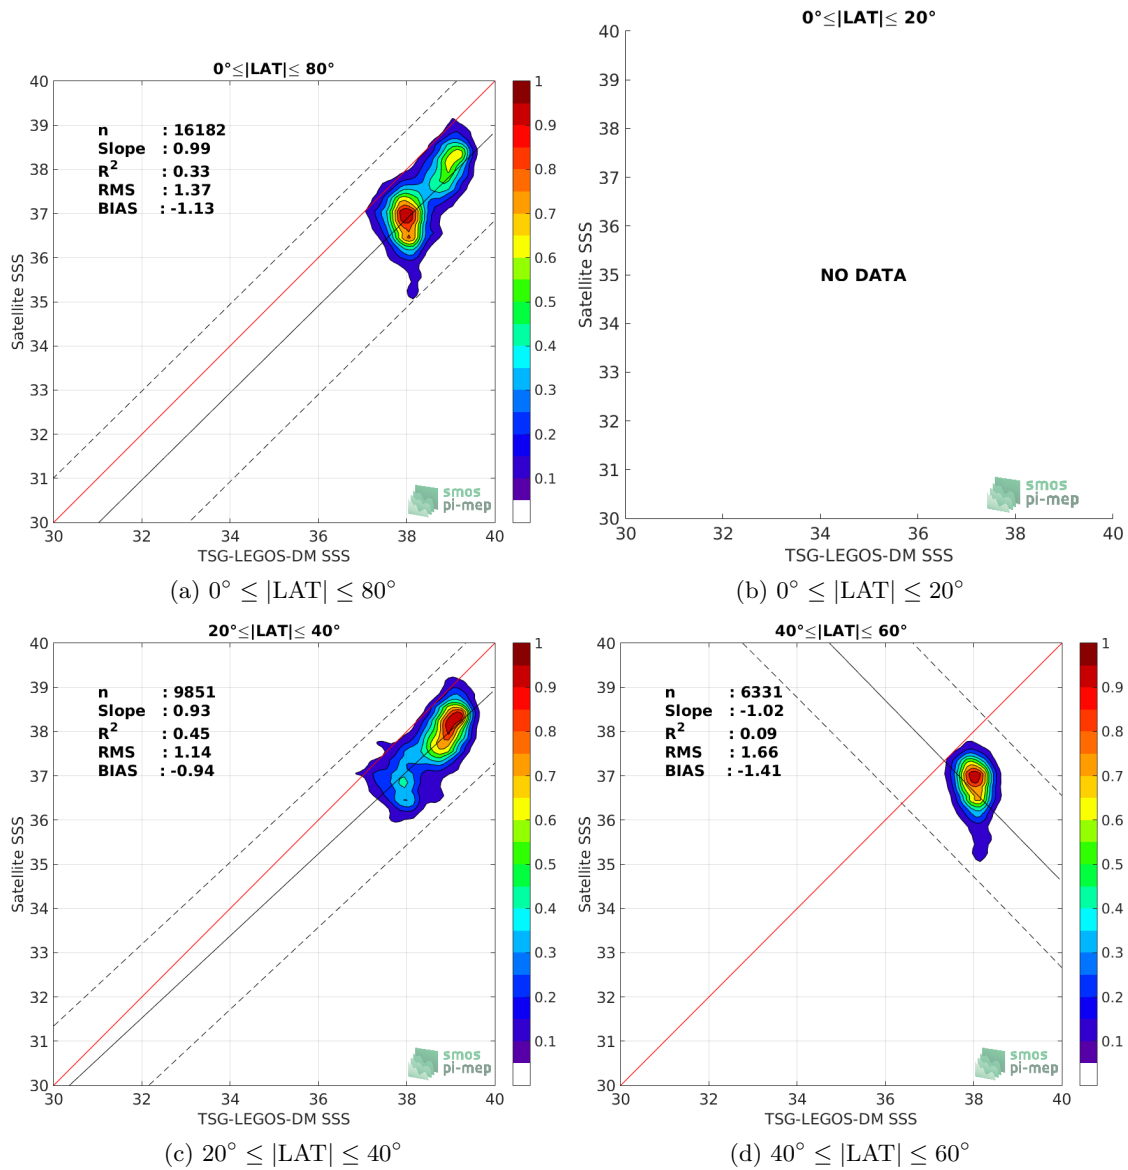 0°≤|LAT|≤ 80°
40
39
38
37
36
35
34
33
32
31
30
30 32 34 36 38 40
Satellite SSS
TSG-LEGOS-DM SSS
n : 16182
Slope : 0.99
R² : 0.33
RMS : 1.37
BIAS : -1.13
1
0.9
0.8
0.7
0.6
0.5
0.4
0.3
0.2
0.1
smos
pi-mep
(a) 0° ≤ |LAT| ≤ 80°
0°≤|LAT|≤ 20°
40
39
38
37
36
35
34
33
32
31
30
30 32 34 36 38 40
Satellite SSS
TSG-LEGOS-DM SSS
NO DATA
smos
pi-mep
(b) 0° ≤ |LAT| ≤ 20°
20°≤|LAT|≤ 40°
40
39
38
37
36
35
34
33
32
31
30
30 32 34 36 38 40
Satellite SSS
TSG-LEGOS-DM SSS
n : 9851
Slope : 0.93
R² : 0.45
RMS : 1.14
BIAS : -0.94
1
0.9
0.8
0.7
0.6
0.5
0.4
0.3
0.2
0.1
smos
pi-mep
(c) 20° ≤ |LAT| ≤ 40°
40°≤|LAT|≤ 60°
40
39
38
37
36
35
34
33
32
31
30
30 32 34 36 38 40
Satellite SSS
TSG-LEGOS-DM SSS
n : 6331
Slope : -1.02
R² : 0.09
RMS : 1.66
BIAS : -1.41
1
0.9
0.8
0.7
0.6
0.5
0.4
0.3
0.2
0.1
smos
pi-mep
(d) 40° ≤ |LAT| ≤ 60°